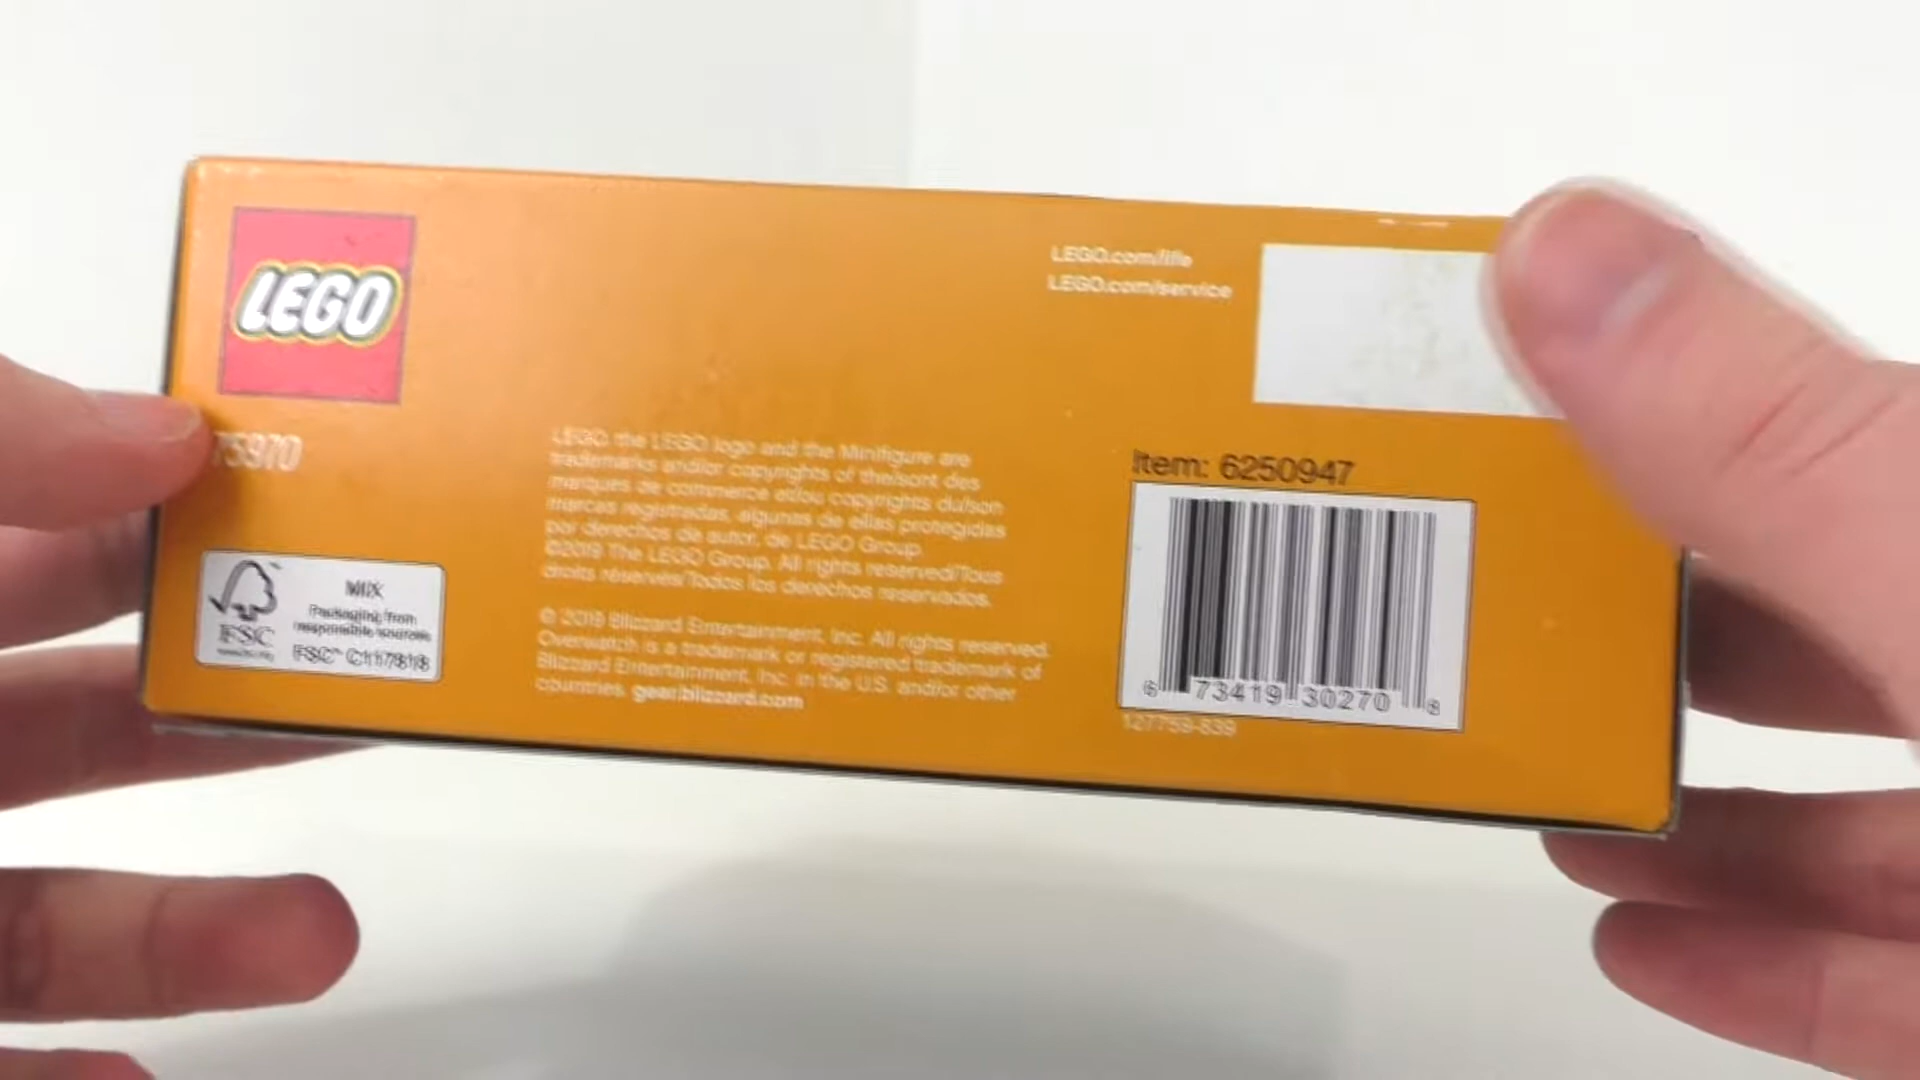 LEGO
75970
LEGO.com/life
LEGO.com/service
LEGO, the LEGO logo and the Minifigure are
trademarks and/or copyrights of the/sont des
marques de commerce et/ou copyrights du/son
marcas registradas, algunas de ellas protegidas
por derechos de autor, de LEGO Group.
©2019 The LEGO Group. All rights reserved/Tous
droits réservés/Todos los derechos reservados.
© 2019 Blizzard Entertainment, Inc. All rights reserved.
Overwatch is a trademark or registered trademark of
Blizzard Entertainment, Inc. in the U.S. and/or other
countries. gear.blizzard.com
Item: 6250947
6 73419 30270 8
127759-839
FSC
MIX
Packaging from
responsible sources
FSC™ C117818